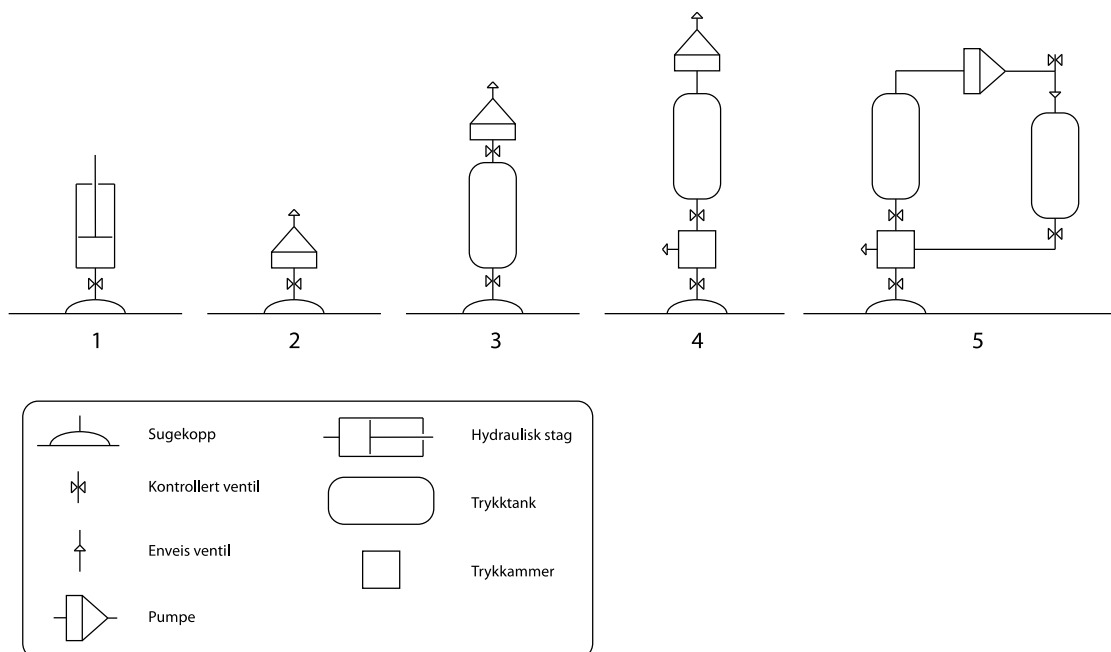 1
2
3
4
5
Sugekopp
Hydraulisk stag
Kontrollert ventil
Trykktank
Enveis ventil
Trykkammer
Pumpe